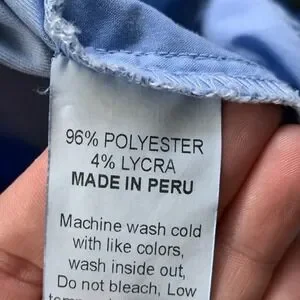 96% POLYESTER
4% LYCRA
MADE IN PERU
Machine wash cold
with like colors,
wash inside out,
Do not bleach, Low